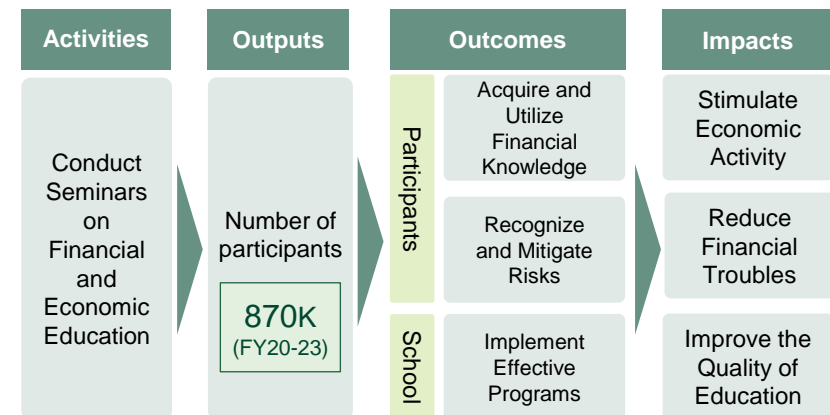 Activities
Outputs
Outcomes
Impacts
Conduct
Seminars
on
Financial
and
Economic
Education
Number of
participants
870K
(FY20-23)
Participants
Acquire and
Utilize
Financial
Knowledge
Recognize
and Mitigate
Risks
School
Implement
Effective
Programs
Stimulate
Economic
Activity
Reduce
Financial
Troubles
Improve the
Quality of
Education